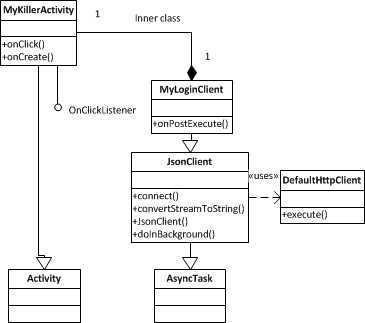 MyKillerActivity
+onClick()
+onCreate()
1
Inner class
1
OnClickListener
MyLoginClient
+onPostExecute()
JsonClient
+connect()
+convertStreamToString()
+JsonClient()
+doInBackground()
«uses»
DefaultHttpClient
+execute()
Activity
AsyncTask